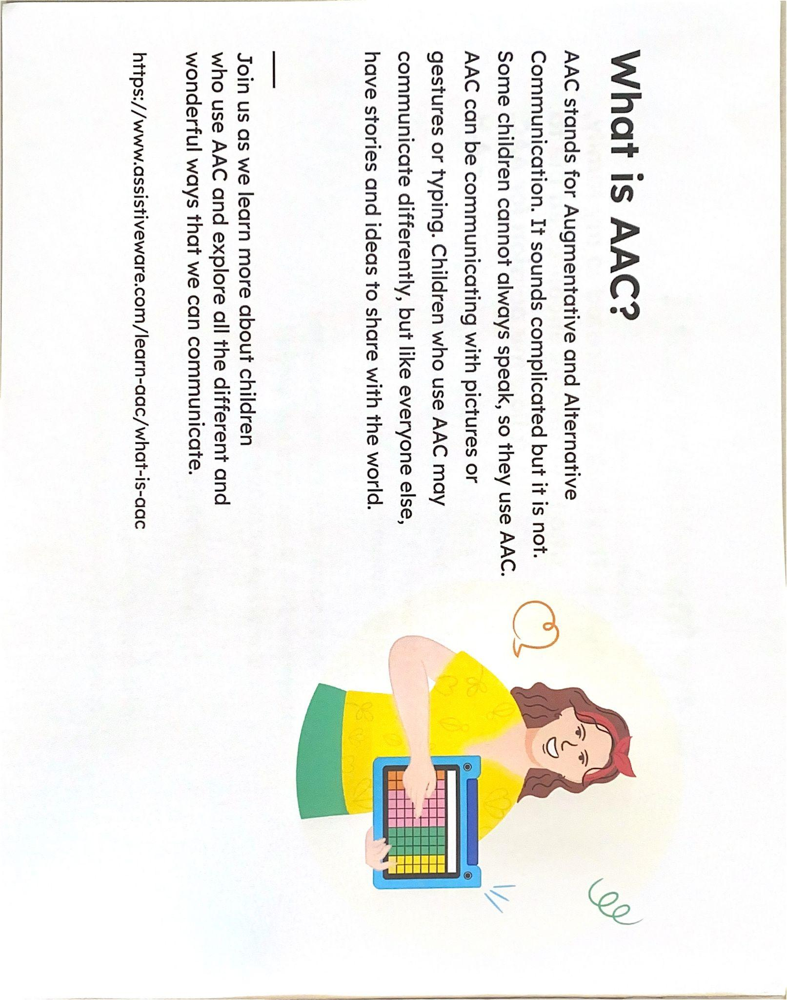 What is AAC?
AAC stands for Augmentative and Alternative
Communication. It sounds complicated but it is not.
Some children cannot always speak, so they use AAC.
AAC can be communicating with pictures or
gestures or typing. Children who use AAC may
communicate differently, but like everyone else,
have stories and ideas to share with the world.
Join us as we learn more about children
who use AAC and explore all the different and
wonderful ways that we can communicate.
https://www.assistiveware.com/learn-aac/what-is-aac